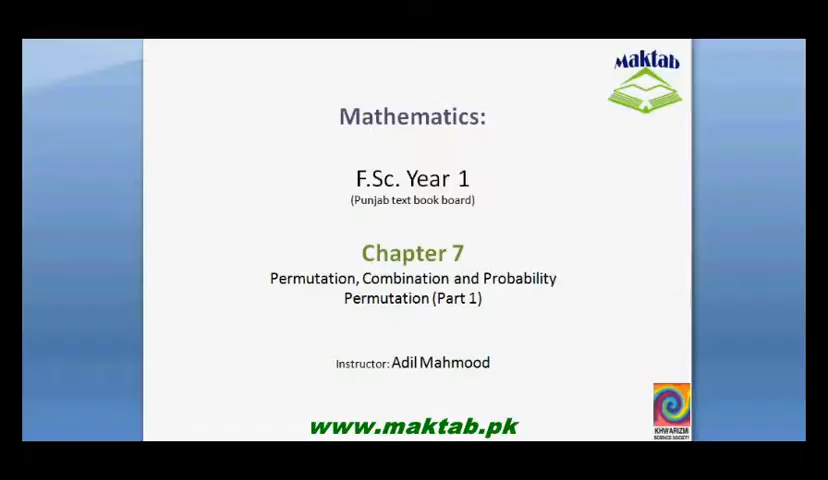 Maktab
Mathematics:
F.Sc. Year 1
(Punjab text book board)
Chapter 7
Permutation, Combination and Probability
Permutation (Part 1)
Instructor: Adil Mahmood
KHWARIZMI
SCIENCE SOCIETY
www.maktab.pk